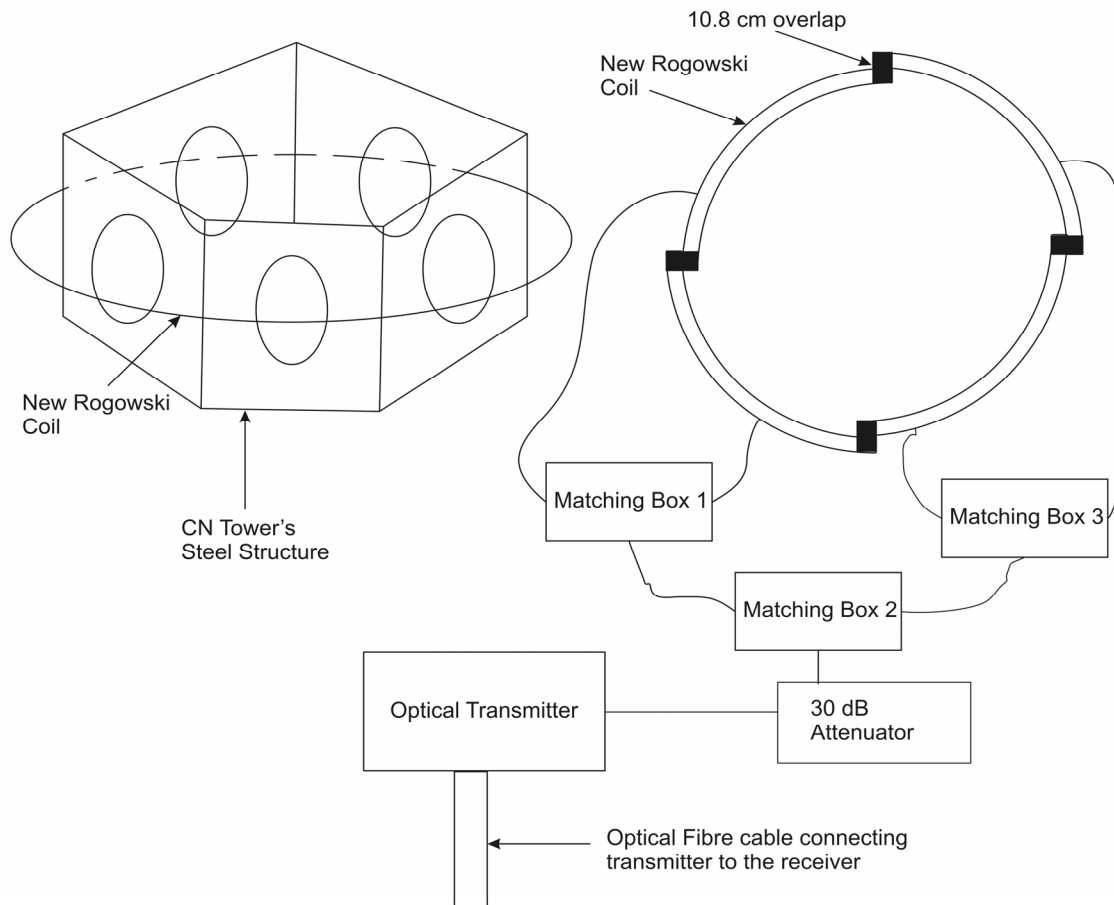 10.8 cm overlap
New Rogowski
Coil
New Rogowski
Coil
CN Tower's
Steel Structure
Matching Box 1
Matching Box 3
Matching Box 2
Optical Transmitter
30 dB
Attenuator
Optical Fibre cable connecting
transmitter to the receiver